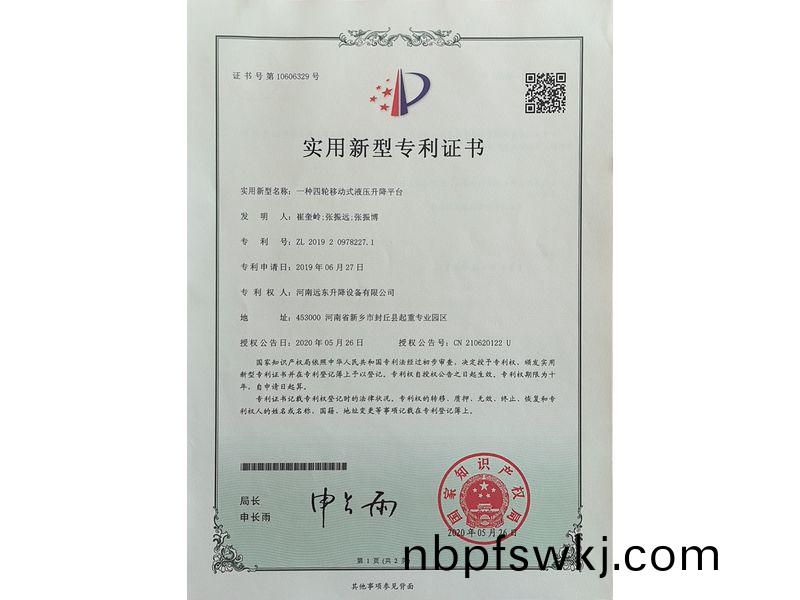 证书号第10606329号
实用新型专利证书
实用新型名称：一种四轮移动式液压升降平台
发明人：崔奎岭;张振远;张振博
专利号：ZL 2019 2 0978227.1
专利申请日：2019年06月27日
专利权人：河南远东升降设备有限公司
地址：453000 河南省新乡市封丘县起重专业园区
授权公告日：2020年05月26日 授权公告号：CN 210620122 U
国家知识产权局依照中华人民共和国专利法经过初步审查，决定授予专利权，颁发实用
新型专利证书并在专利登记簿上予以登记。专利权自授权公告之日起生效。专利权期限为十
年，自申请日起算。
专利证书记载专利权登记时的法律状况。专利权的转移、质押、无效、终止、恢复和专
利权人的姓名或名称、国籍、地址变更等事项记载在专利登记簿上。
局长
申长雨
申长雨
国家知识产权局
2020年05月26日
第1页(共2页)
nbpfswkj.com
其他事项参见背面